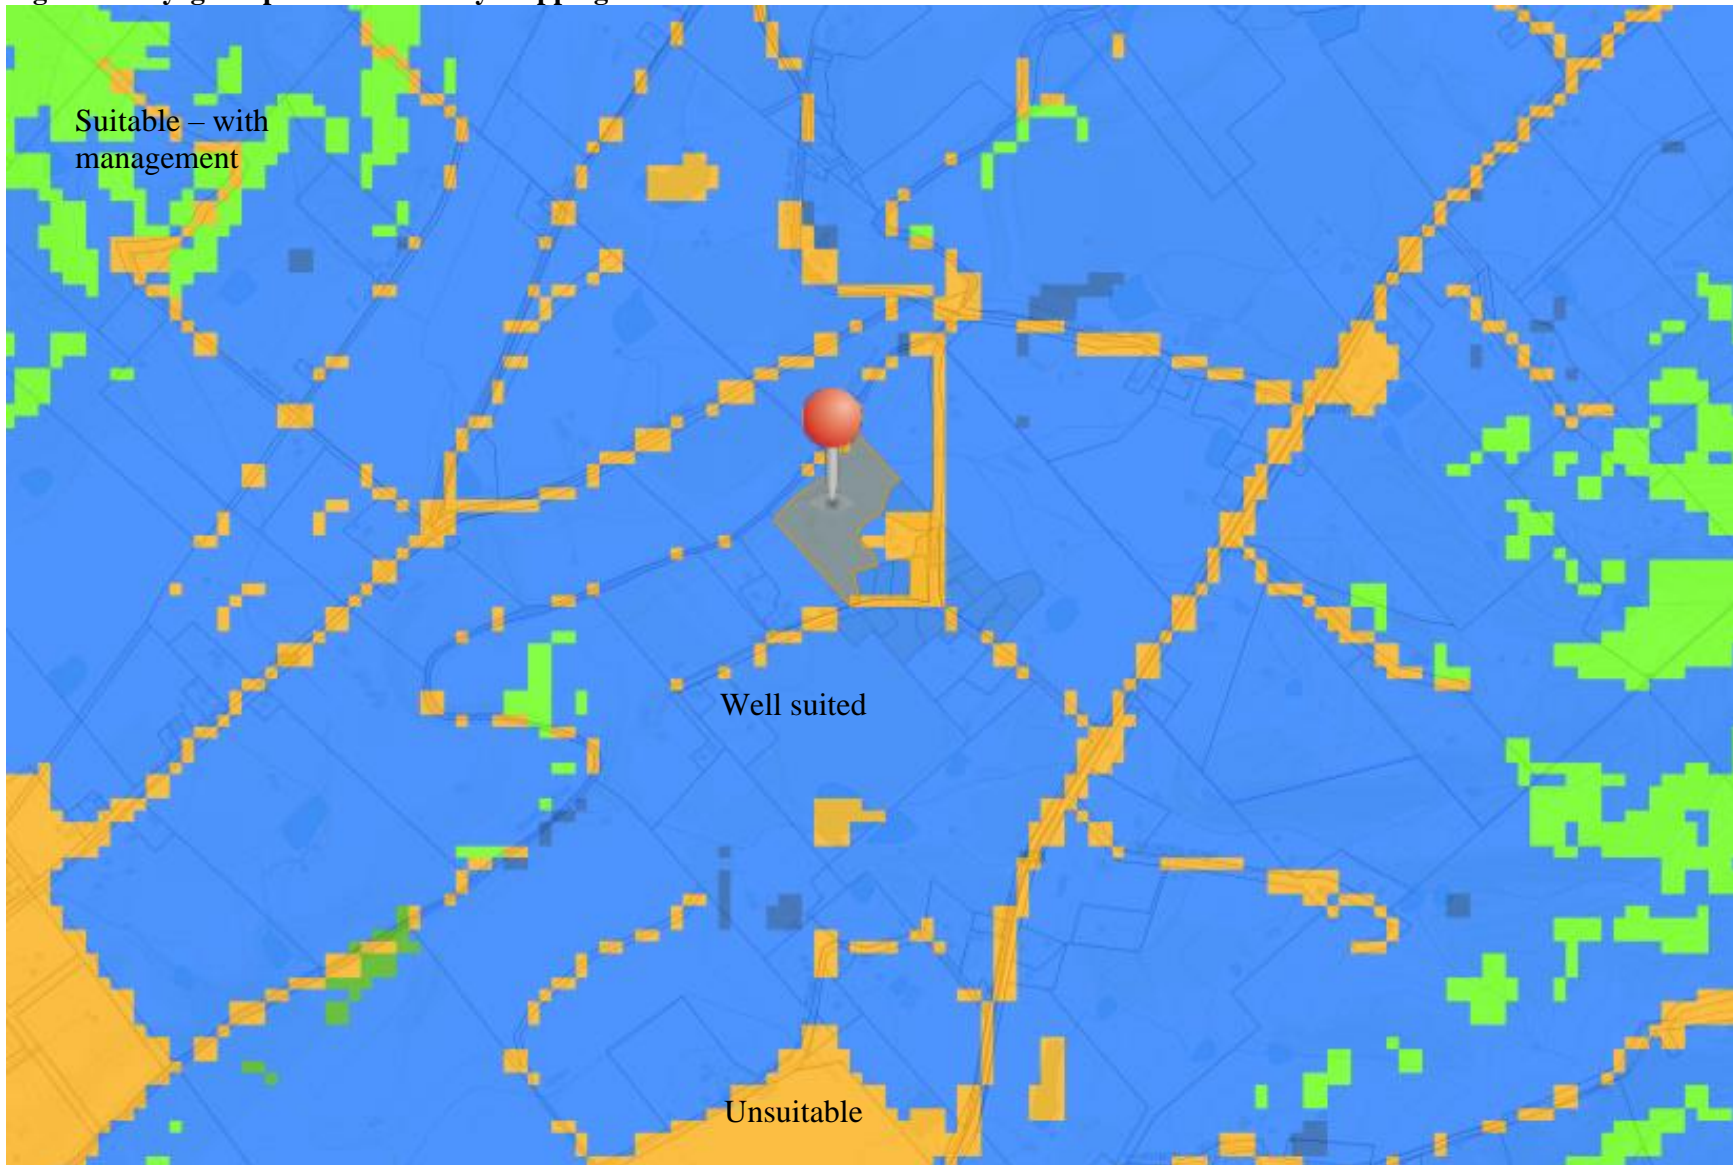 Suitable – with
management
Well suited
Unsuitable